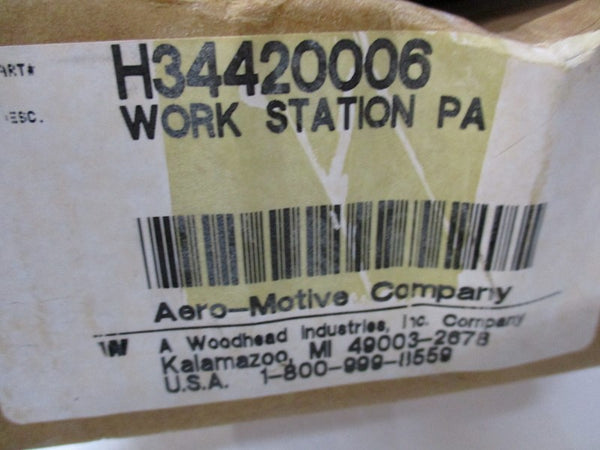 ART# H34420006
ESC. WORK STATION PA
Aero-Motive Company
W A Woodhead Industries, Inc. Company
Kalamazoo, MI 49003-2678
U.S.A. 1-800-999-8559